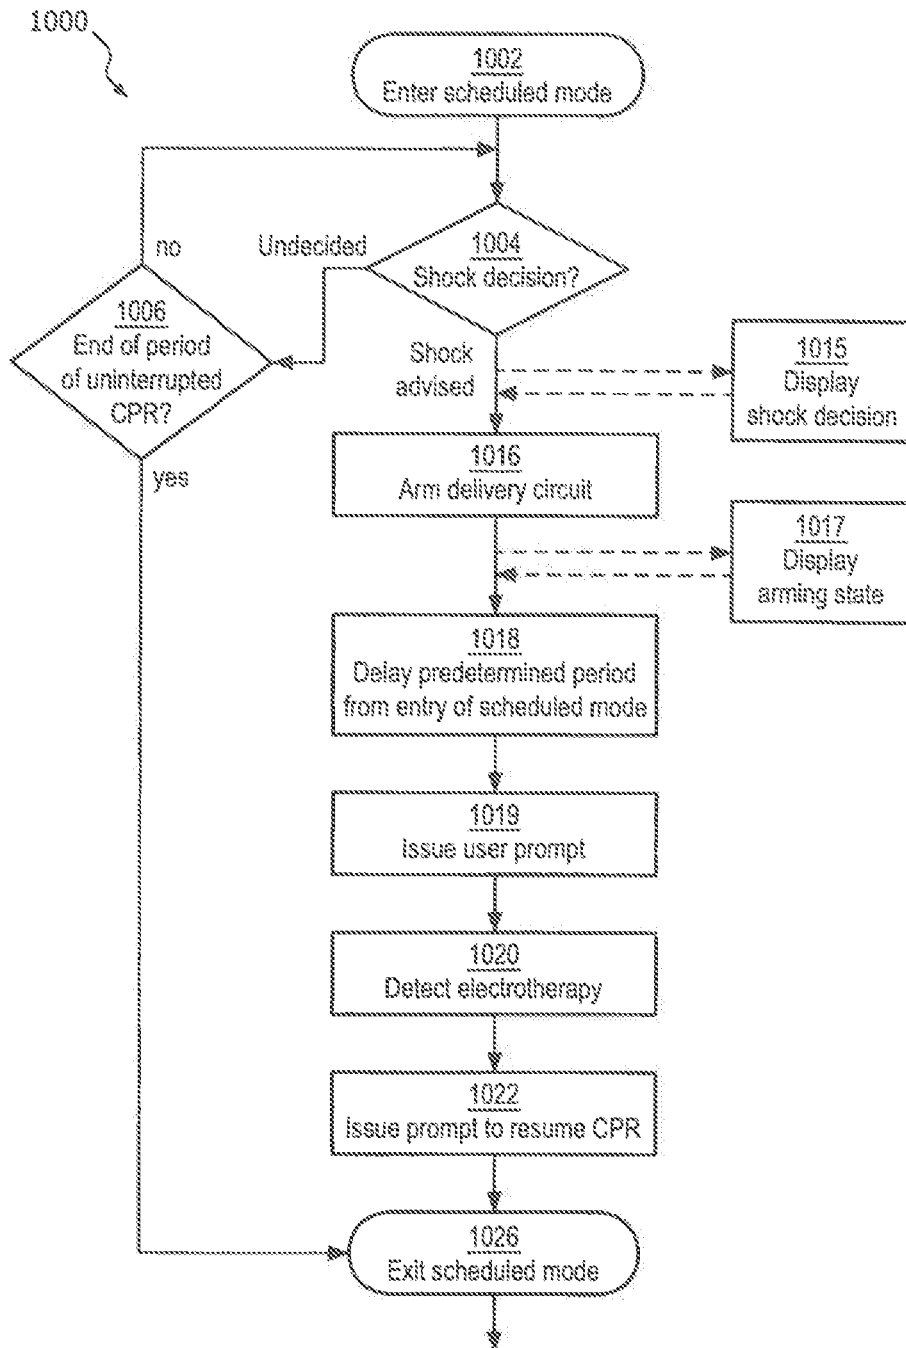 1000
1002
Enter scheduled mode
no
Undecided
1004
Shock decision?
1006
End of period
of uninterrupted
CPR?
Shock
advised
1015
Display
shock decision
yes
1016
Arm delivery circuit
1017
Display
arming state
1018
Delay predetermined period
from entry of scheduled mode
1019
Issue user prompt
1020
Detect electrotherapy
1022
Issue prompt to resume CPR
1026
Exit scheduled mode